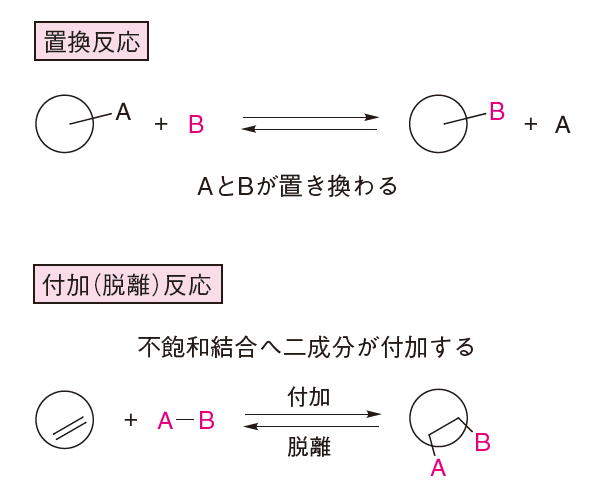 置換反応
A + B B + A
AとBが置き換わる
付加(脱離)反応
不飽和結合へ二成分が付加する
付加
+ A－B
脱離
B
A